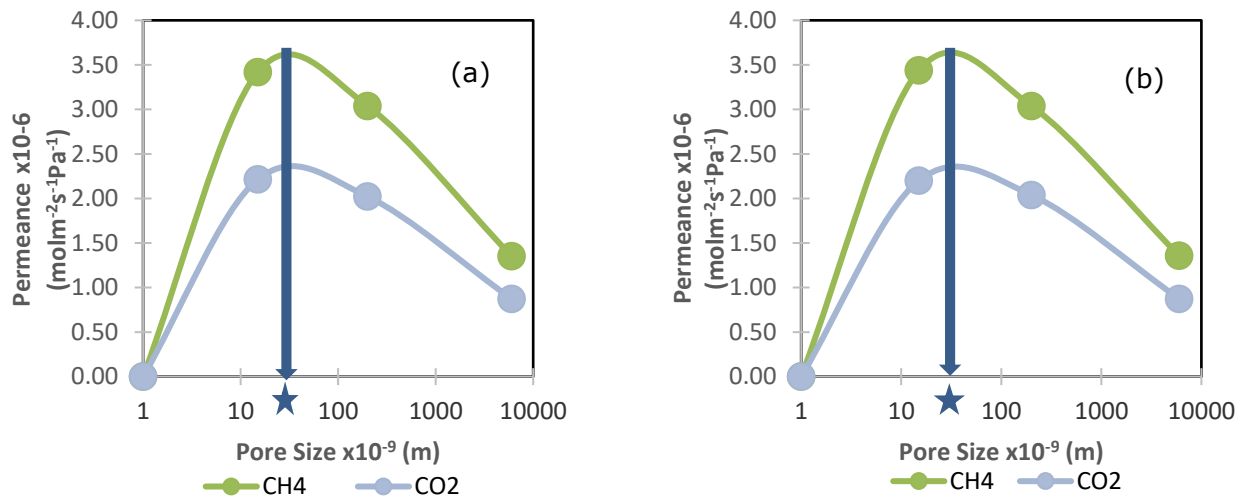 4.00
3.50
3.00
2.50
2.00
1.50
1.00
0.50
0.00
Permeance x10-6
(molm⁻²s⁻¹Pa⁻¹)
(a)
1 10 100 1000 10000
Pore Size x10⁻⁹ (m)
CH4 CO2
4.00
3.50
3.00
2.50
2.00
1.50
1.00
0.50
0.00
Permeance x10-6
(molm⁻²s⁻¹Pa⁻¹)
(b)
1 10 100 1000 10000
Pore Size x10⁻⁹ (m)
CH4 CO2